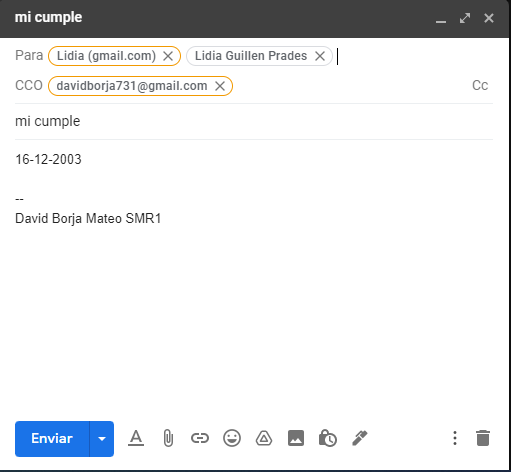 mi cumple
Para Lidia (gmail.com) Lidia Guillen Prades
CCO davidborja731@gmail.com Cc
mi cumple
16-12-2003
--
David Borja Mateo SMR1
Enviar